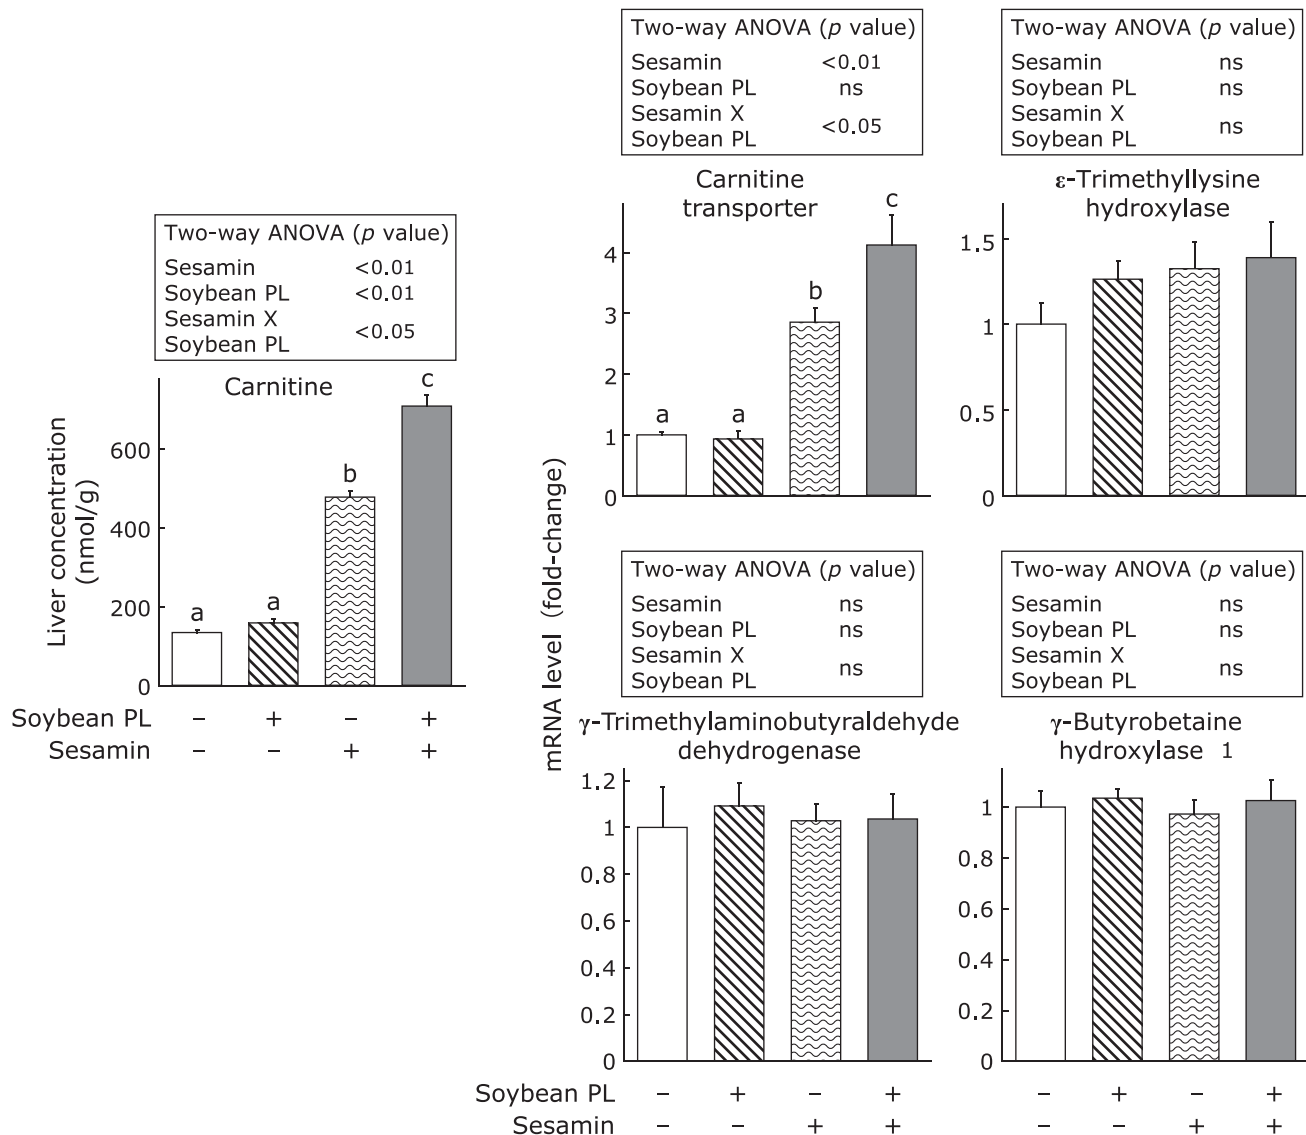 Two-way ANOVA (p value)
Sesamin <0.01
Soybean PL <0.01
Sesamin X
Soybean PL <0.05
Carnitine
Liver concentration
(nmol/g)
600
400
200
0
a
a
b
c
Soybean PL – + – +
Sesamin – – + +
mRNA level (fold-change)
Two-way ANOVA (p value)
Sesamin <0.01
Soybean PL ns
Sesamin X
Soybean PL <0.05
Carnitine
transporter
4
3
2
1
0
a
a
b
c
Two-way ANOVA (p value)
Sesamin ns
Soybean PL ns
Sesamin X
Soybean PL ns
ε-Trimethyllysine
hydroxylase
1.5
1
0.5
0
Two-way ANOVA (p value)
Sesamin ns
Soybean PL ns
Sesamin X
Soybean PL ns
γ-Trimethylaminobutyraldehyde
dehydrogenase
1.2
1
0.8
0.6
0.4
0.2
0
Two-way ANOVA (p value)
Sesamin ns
Soybean PL ns
Sesamin X
Soybean PL ns
γ-Butyrobetaine
hydroxylase 1
1
0.8
0.6
0.4
0.2
0
Soybean PL – + – + – + – +
Sesamin – – + + – – + +